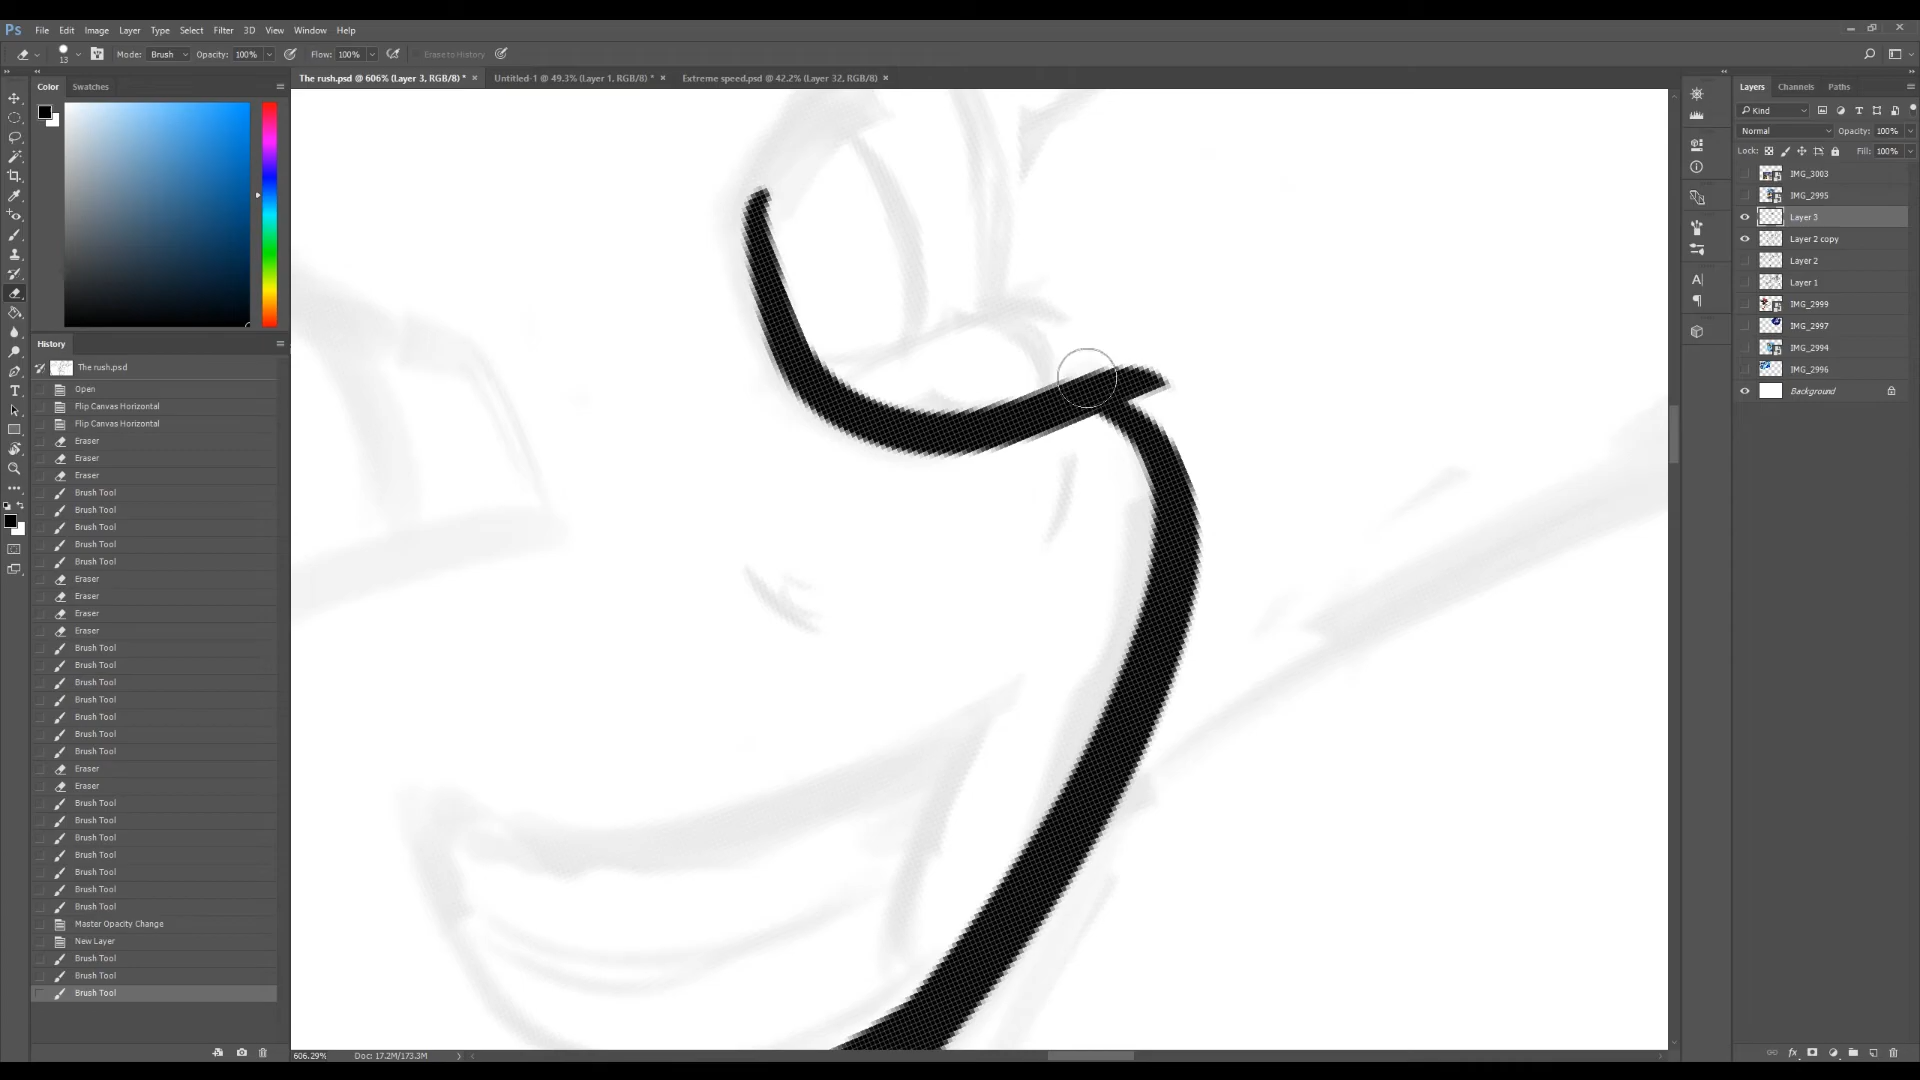 Ps File Edit Image Layer Type Select Filter 3D View Window Help
13 Mode: Brush Opacity: 100% Flow: 100% Erase to History
The rush.psd @ 606% (Layer 3, RGB/8) * × Untitled-1 @ 49.3% (Layer 1, RGB/8) * × Extreme speed.psd @ 42.2% (Layer 32, RGB/8) ×
Color Swatches
History
The rush.psd
Open
Flip Canvas Horizontal
Flip Canvas Horizontal
Eraser
Eraser
Eraser
Brush Tool
Brush Tool
Brush Tool
Brush Tool
Brush Tool
Eraser
Eraser
Eraser
Eraser
Brush Tool
Brush Tool
Brush Tool
Brush Tool
Brush Tool
Brush Tool
Brush Tool
Eraser
Eraser
Brush Tool
Brush Tool
Brush Tool
Brush Tool
Brush Tool
Brush Tool
Brush Tool
Master Opacity Change
New Layer
Brush Tool
Brush Tool
Brush Tool
606.29% Doc: 17.2M/173.3M
Layers Channels Paths
Kind
Normal Opacity: 100%
Lock: Fill: 100%
IMG_3003
IMG_2995
Layer 3
Layer 2 copy
Layer 2
Layer 1
IMG_2999
IMG_2997
IMG_2994
IMG_2996
Background